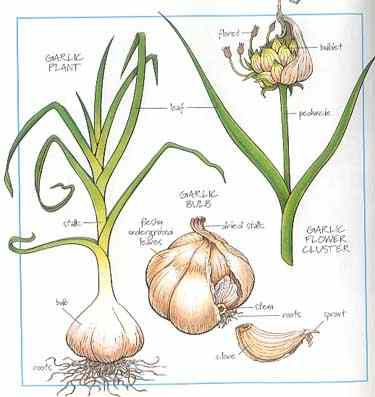 floret
bulblet
GARLIC
PLANT
leaf
peduncle
GARLIC
BULB
stalk
fleshy
underground
leaves
dried stalk
GARLIC
FLOWER
CLUSTER
bulb
stem
roots
sprout
clove
roots